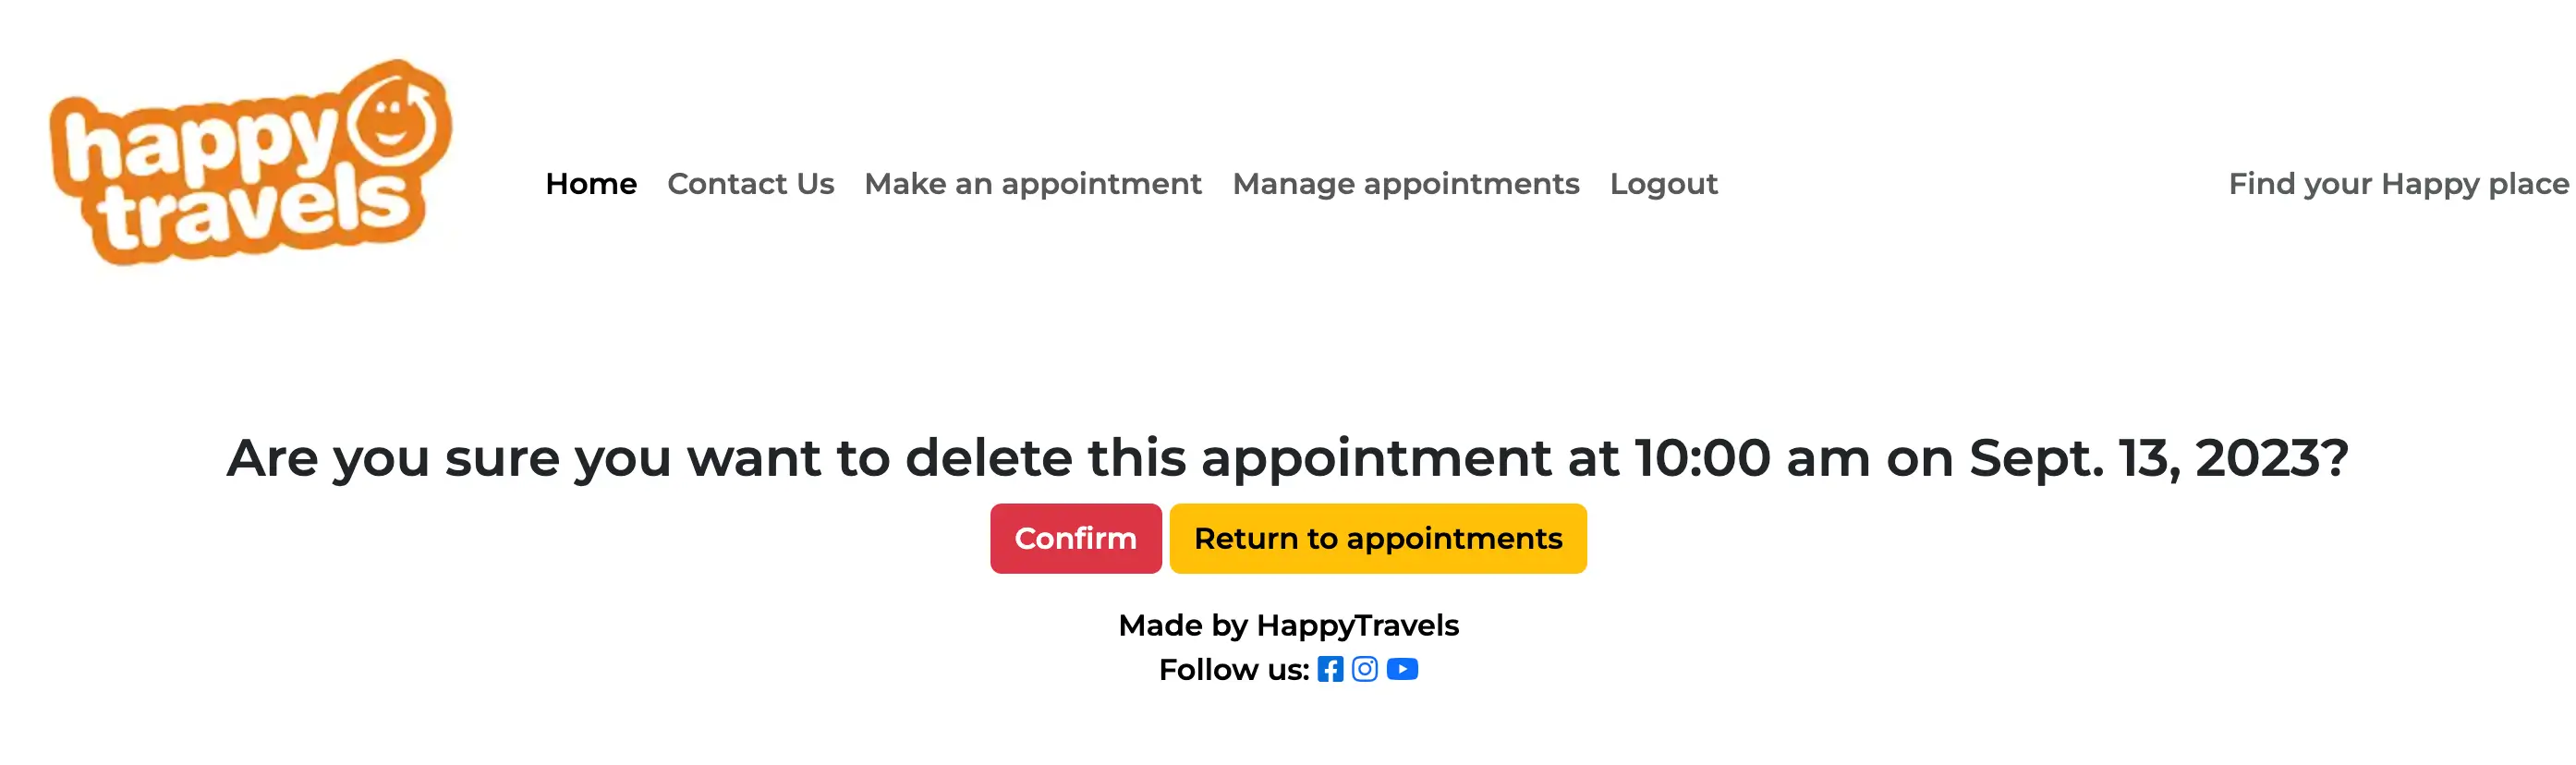 happy
travels
Home Contact Us Make an appointment Manage appointments Logout Find your Happy place
Are you sure you want to delete this appointment at 10:00 am on Sept. 13, 2023?
Confirm Return to appointments
Made by HappyTravels
Follow us: